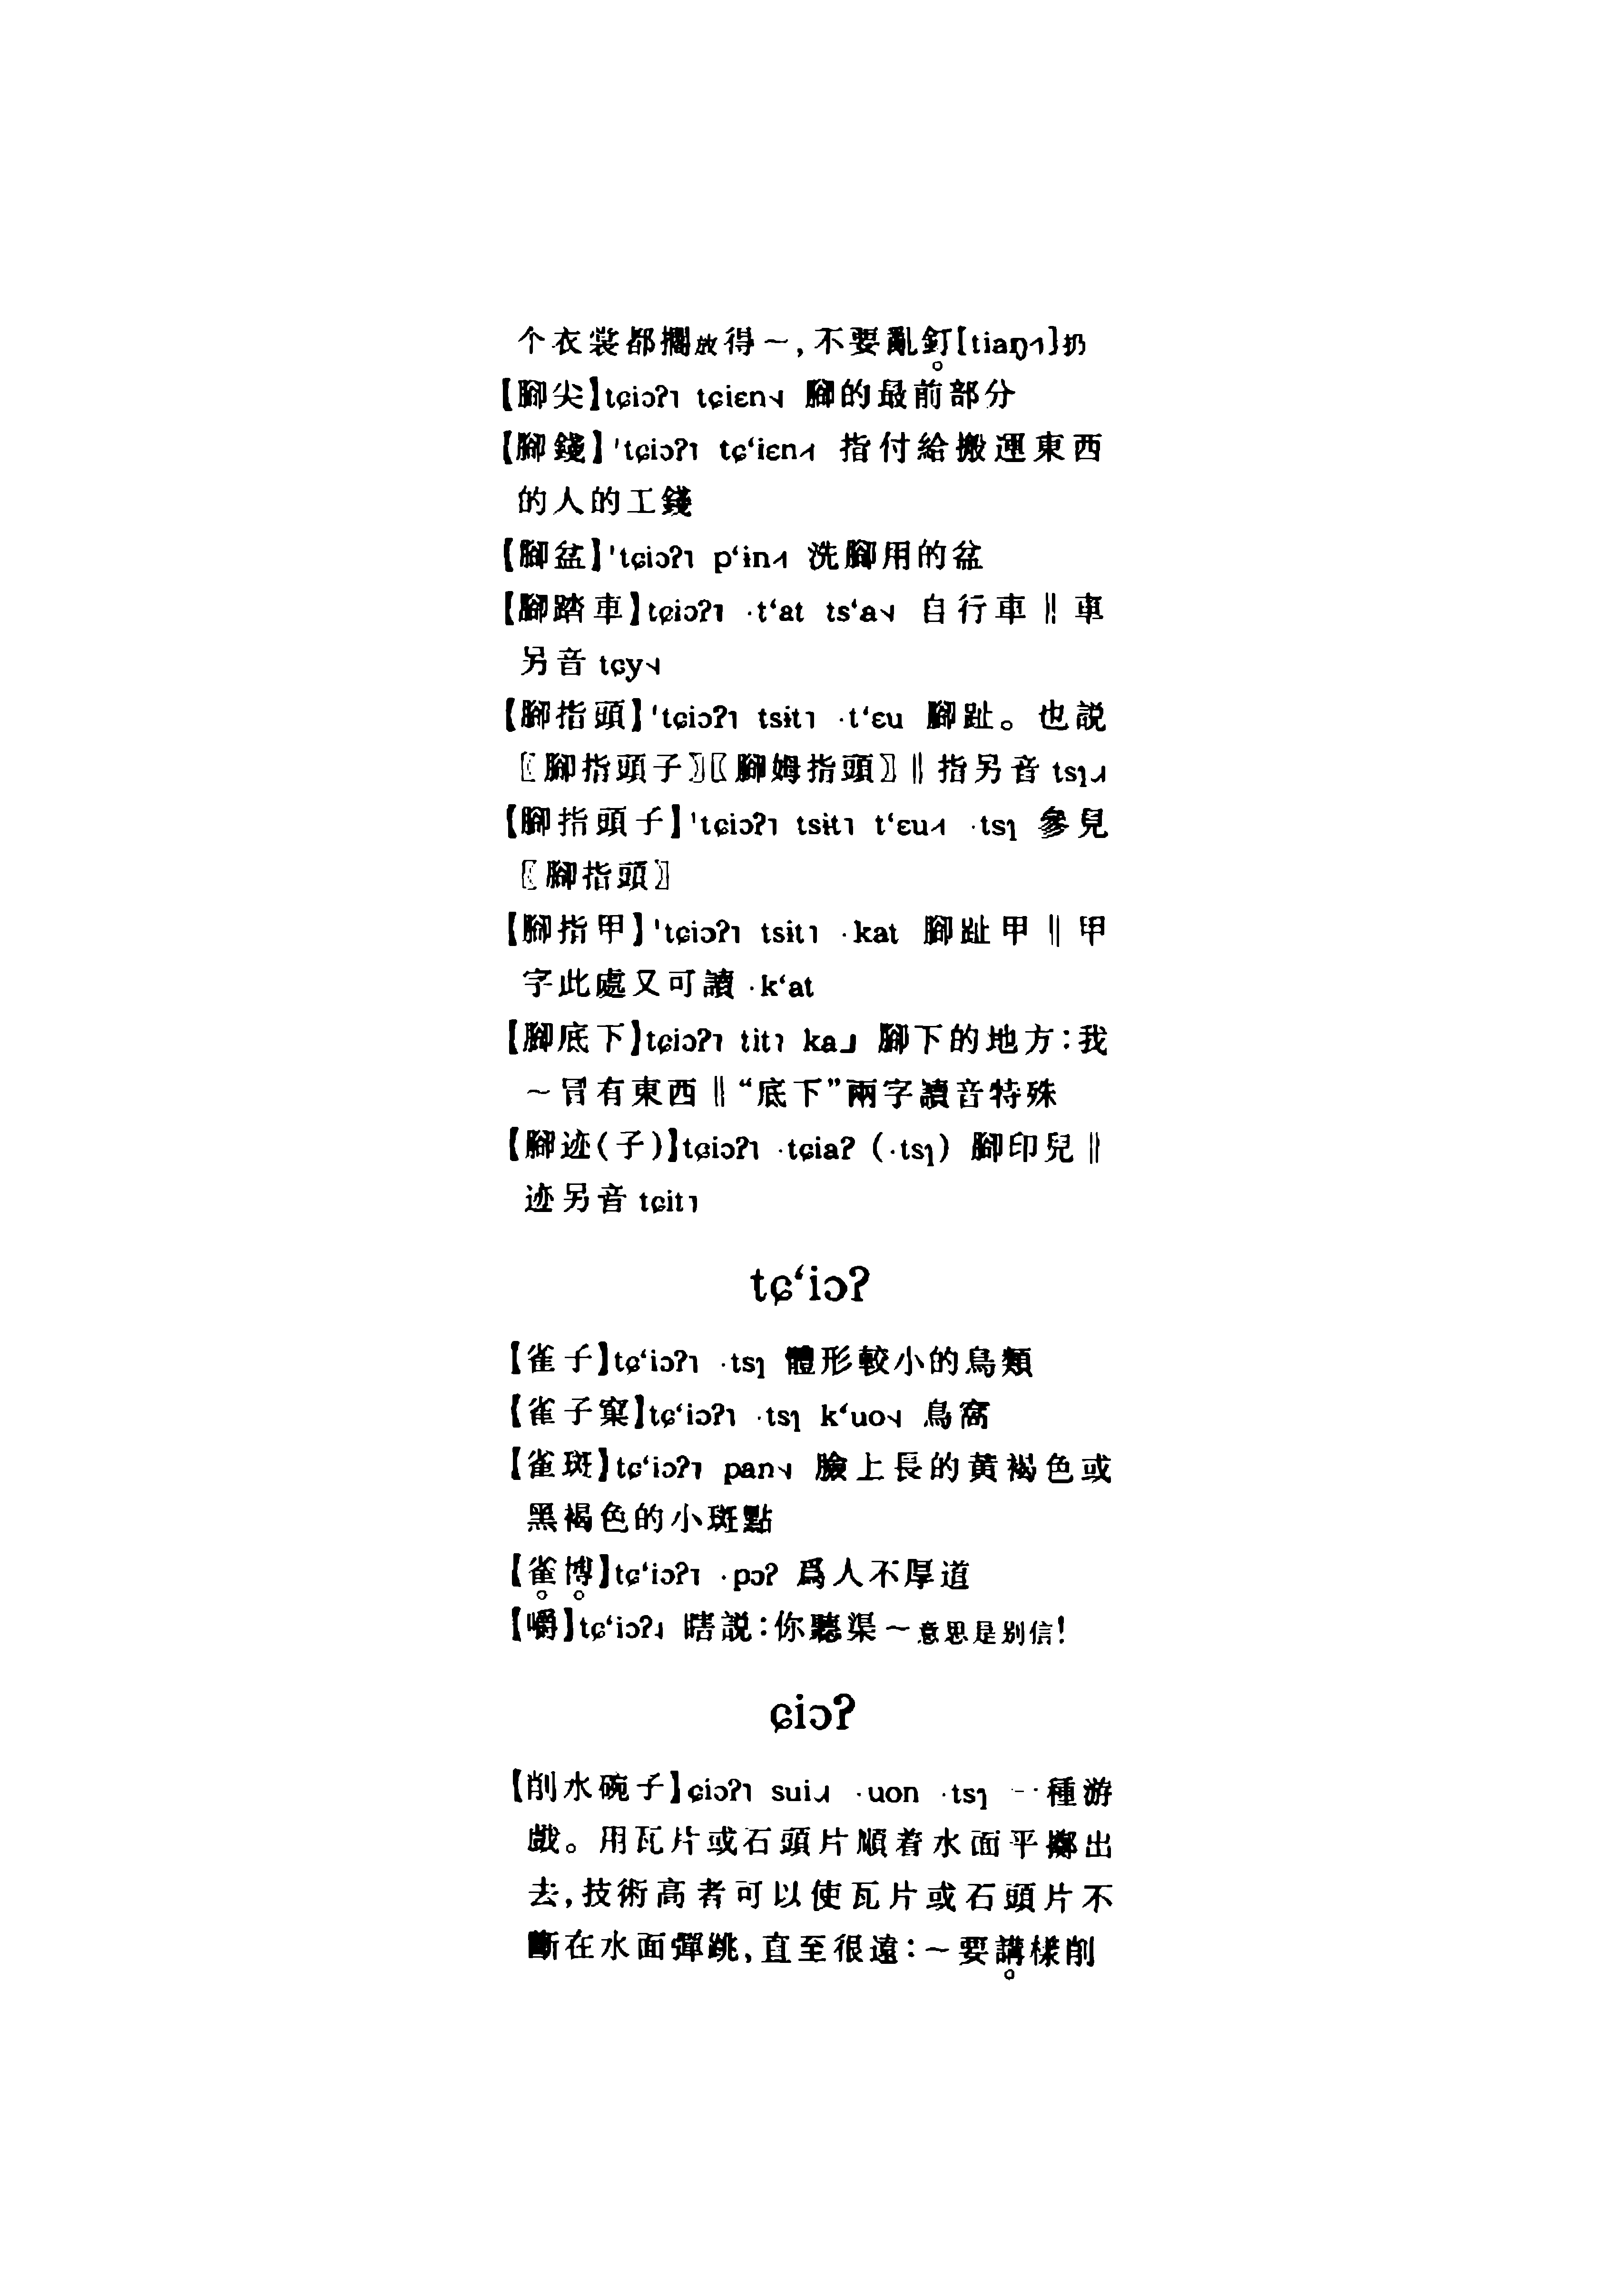 个衣裳都擱放得～,不要亂釘[tiaŋ˧˥]扔
【腳尖】tɕiɔʔ˥ tɕiɛn˧˨ 腳的最前部分
【腳錢】ˈtɕiɔʔ˥ tɕ‘iɛn˨˦ 指付給搬運東西
的人的工錢
【腳盆】ˈtɕiɔʔ˥ p‘ɨn˨˦ 洗腳用的盆
【腳踏車】tɕiɔʔ˥ ·t‘at ts‘a˧˨ 自行車‖車
另音 tɕy˧˨
【腳指頭】ˈtɕiɔʔ˥ tsɨt˥ ·t‘ɛu 腳趾。也説
〖腳指頭子〗〖腳姆指頭〗‖指另音 tsɿ˨˩˧
【腳指頭子】ˈtɕiɔʔ˥ tsɨt˥ t‘ɛu˨˦ ·tsɿ 參見
〖腳指頭〗
【腳指甲】ˈtɕiɔʔ˥ tsɨt˥ ·kat 腳趾甲‖甲
字此處又可讀 ·k‘at
【腳底下】tɕiɔʔ˥ tit˥ ka˩ 腳下的地方:我
～冒有東西‖“底下”兩字讀音特殊
【腳迹(子)】tɕiɔʔ˥ ·tɕiaʔ (·tsɿ) 腳印兒‖
迹另音 tɕit˥
tɕ‘iɔʔ
【雀子】tɕ‘iɔʔ˥ ·tsɿ 體形較小的鳥類
【雀子窠】tɕ‘iɔʔ˥ ·tsɿ k‘uo˧˨ 鳥窩
【雀斑】tɕ‘iɔʔ˥ pan˧˨ 臉上長的黃褐色或
黑褐色的小斑點
【雀博】tɕ‘iɔʔ˥ ·pɔʔ 爲人不厚道
【嚼】tɕ‘iɔʔ˨ 瞎説:你聽渠～意思是别信!
ɕiɔʔ
【削水碗子】ɕiɔʔ˥ sui˨˩˧ ·uon ·tsɿ 一種游
戲。用瓦片或石頭片順着水面平擲出
去,技術高者可以使瓦片或石頭片不
斷在水面彈跳,直至很遠:～要講樣削